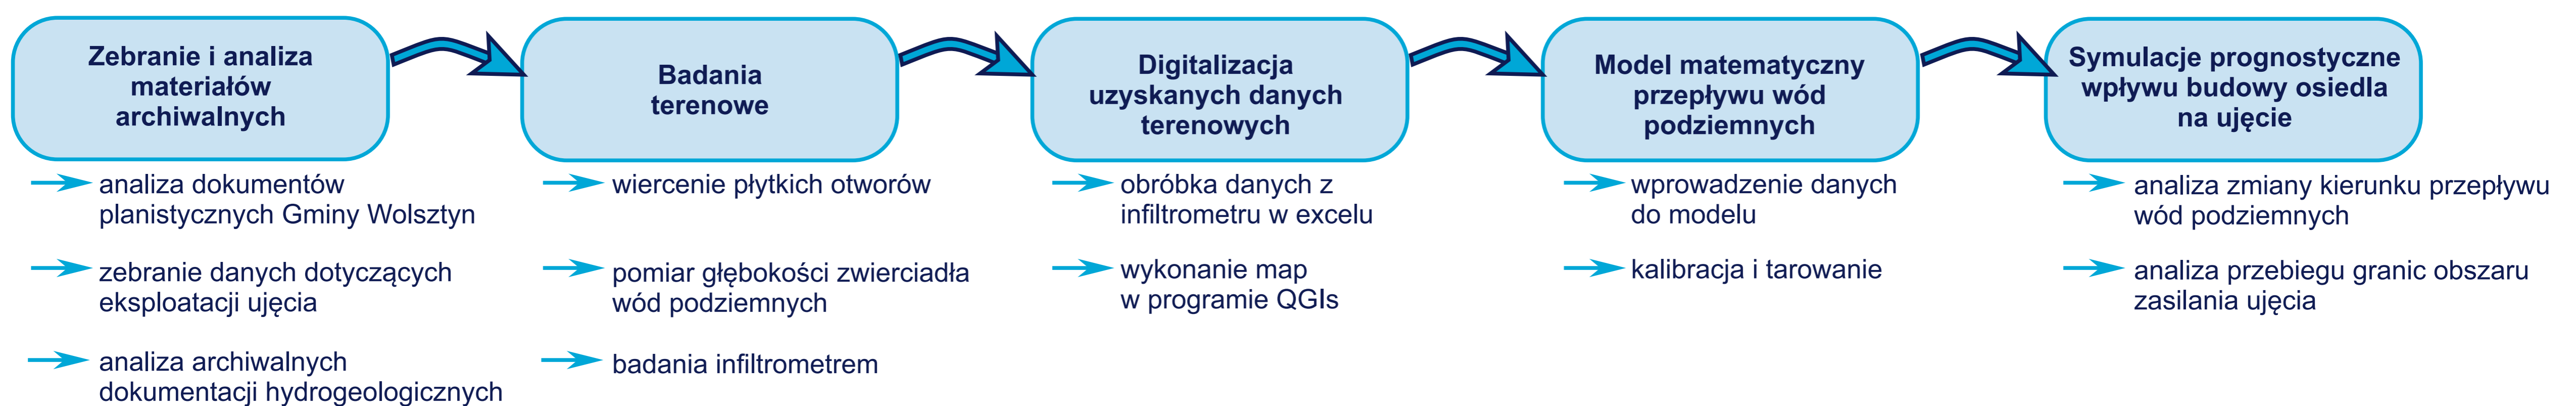 Zebranie i analiza
materiałów
archiwalnych
analiza dokumentów
planistycznych Gminy Wolsztyn
zebranie danych dotyczących
eksploatacji ujęcia
analiza archiwalnych
dokumentacji hydrogeologicznych
Badania
terenowe
wiercenie płytkich otworów
pomiar głębokości zwierciadła
wód podziemnych
badania infiltrometrem
Digitalizacja
uzyskanych danych
terenowych
obróbka danych z
infiltrometru w excelu
wykonanie map
w programie QGIs
Model matematyczny
przepływu wód
podziemnych
wprowadzenie danych
do modelu
kalibracja i tarowanie
Symulacje prognostyczne
wpływu budowy osiedla
na ujęcie
analiza zmiany kierunku przepływu
wód podziemnych
analiza przebiegu granic obszaru
zasilania ujęcia